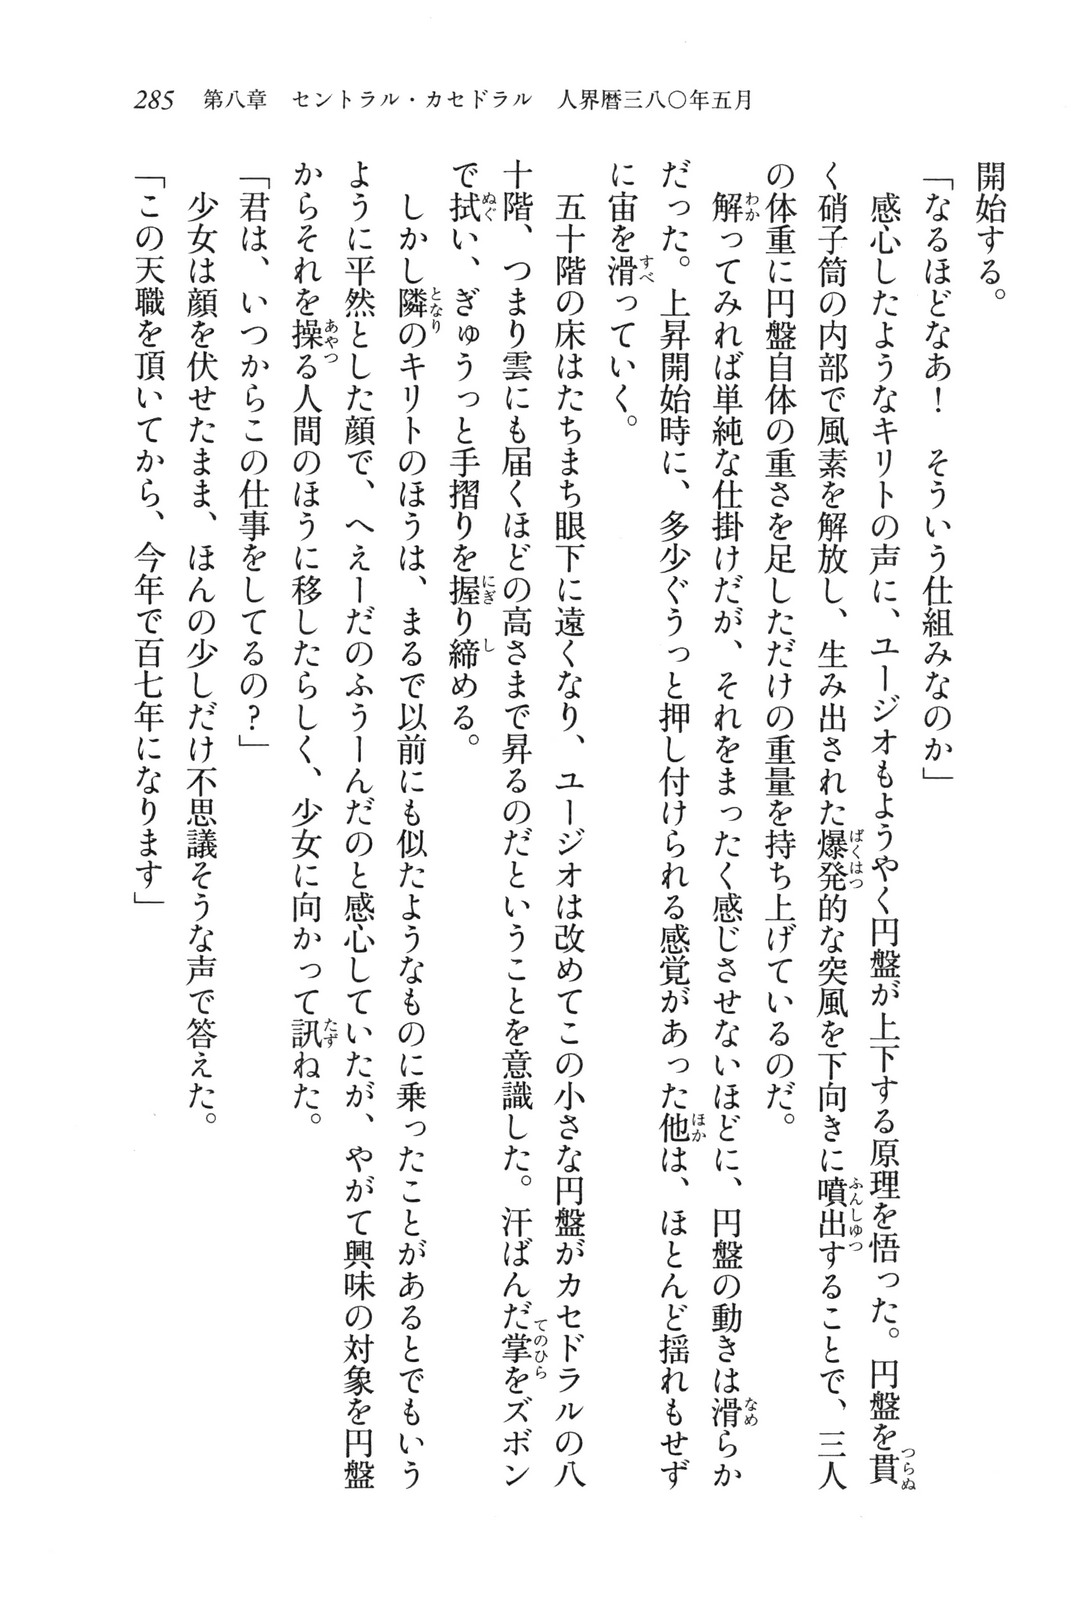 285 第八章 セントラル・カセドラル 人界暦三八〇年五月
開始する。
「なるほどなあ！　そういう仕組みなのか」
　感心したようなキリトの声に、ユージオもようやく円盤が上下する原理を悟った。円盤を貫
く硝子筒の内部で風素を解放し、生み出された爆発的な突風を下向きに噴出することで、三人
の体重に円盤自体の重さを足しただけの重量を持ち上げているのだ。
　解ってみれば単純な仕掛けだが、それをまったく感じさせないほどに、円盤の動きは滑らか
だった。上昇開始時に、多少ぐうっと押し付けられる感覚があった他は、ほとんど揺れもせず
に宙を滑っていく。
　五十階の床はたちまち眼下に遠くなり、ユージオは改めてこの小さな円盤がカセドラルの八
十階、つまり雲にも届くほどの高さまで昇るのだということを意識した。汗ばんだ掌をズボン
で拭い、ぎゅうっと手摺りを握り締める。
　しかし隣のキリトのほうは、まるで以前にも似たようなものに乗ったことがあるとでもいう
ように平然とした顔で、へえーだのふうーんだのと感心していたが、やがて興味の対象を円盤
からそれを操る人間のほうに移したらしく、少女に向かって訊ねた。
「君は、いつからこの仕事をしてるの？」
　少女は顔を伏せたまま、ほんの少しだけ不思議そうな声で答えた。
「この天職を頂いてから、今年で百七年になります」